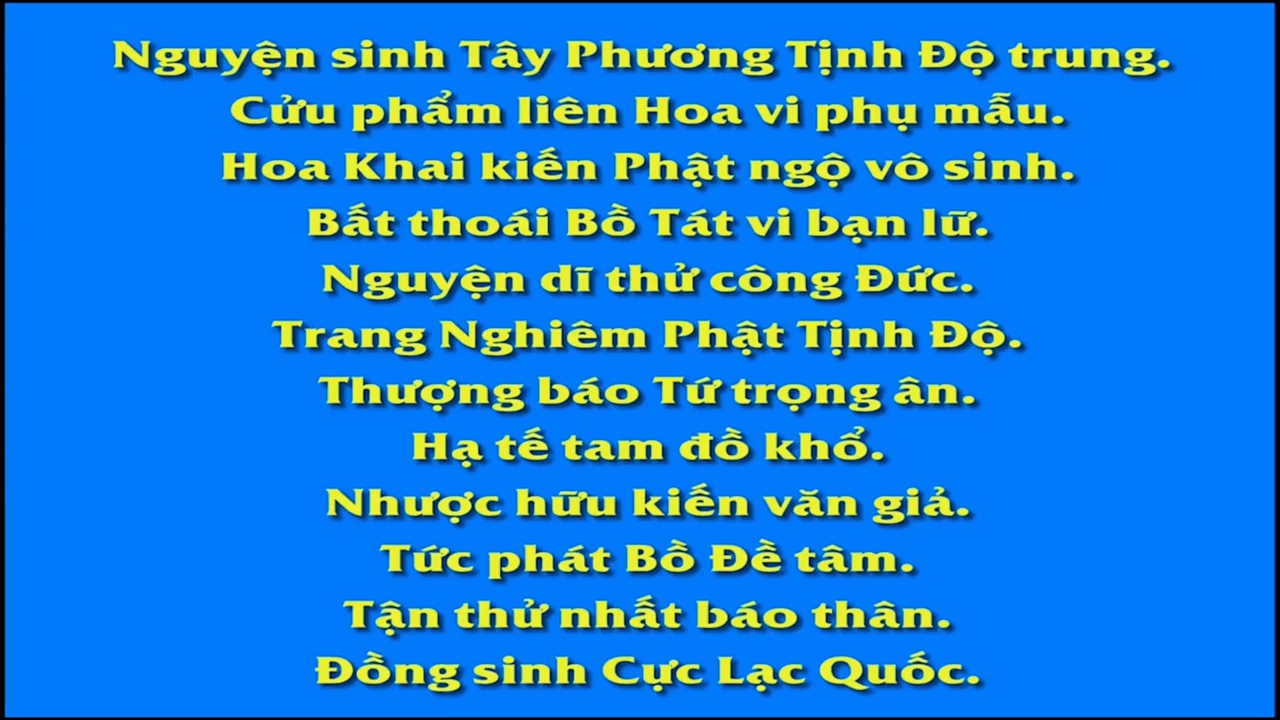 Nguyện sinh Tây Phương Tịnh Độ trung.
Cửu phẩm liên Hoa vi phụ mẫu.
Hoa Khai kiến Phật ngộ vô sinh.
Bất thoái Bồ Tát vi bạn lữ.
Nguyện dĩ thử công Đức.
Trang Nghiêm Phật Tịnh Độ.
Thượng báo Tứ trọng ân.
Hạ tế tam đồ khổ.
Nhược hữu kiến văn giả.
Tức phát Bồ Đề tâm.
Tận thử nhất báo thân.
Đồng sinh Cực Lạc Quốc.